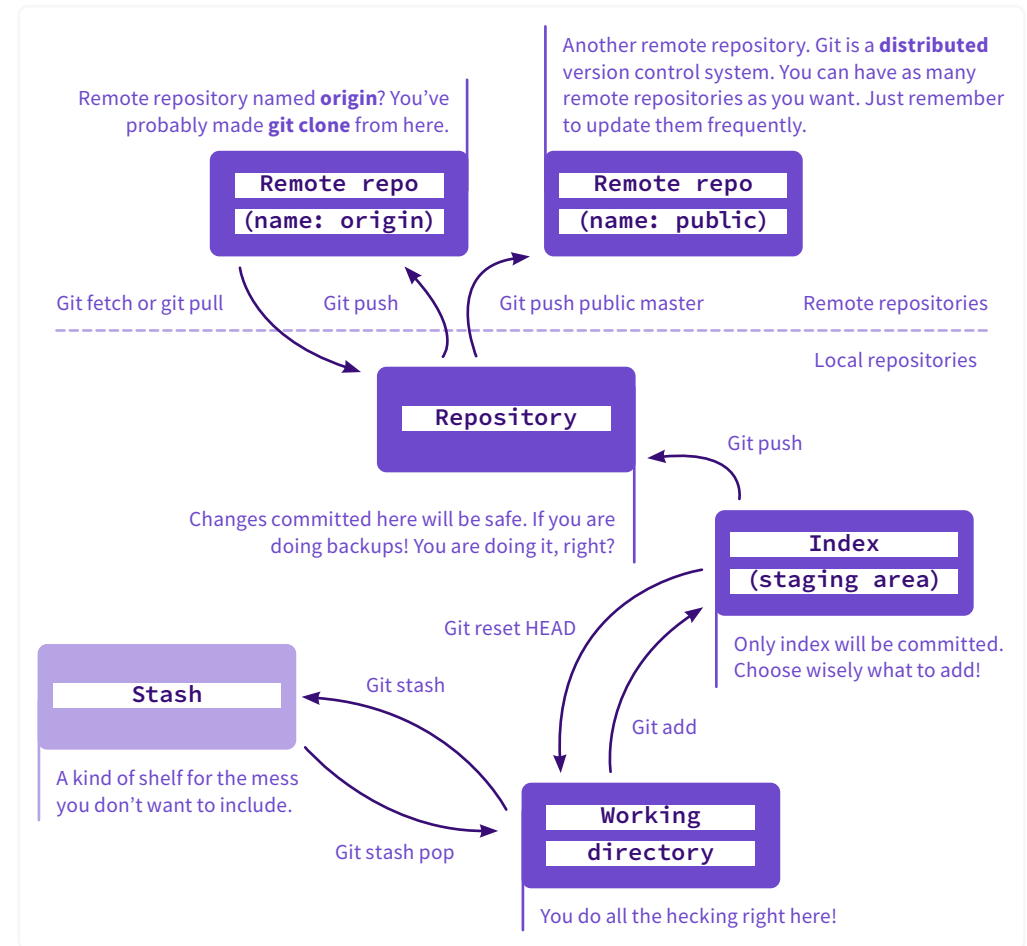 Another remote repository. Git is a distributed
version control system. You can have as many
remote repositories as you want. Just remember
to update them frequently.
Remote repository named origin? You’ve
probably made git clone from here.
Remote repo
(name: origin)
Remote repo
(name: public)
Git fetch or git pull
Git push
Git push public master
Remote repositories
Local repositories
Repository
Git push
Changes committed here will be safe. If you are
doing backups! You are doing it, right?
Index
(staging area)
Only index will be committed.
Choose wisely what to add!
Git reset HEAD
Git add
Stash
Git stash
A kind of shelf for the mess
you don’t want to include.
Git stash pop
Working
directory
You do all the hecking right here!